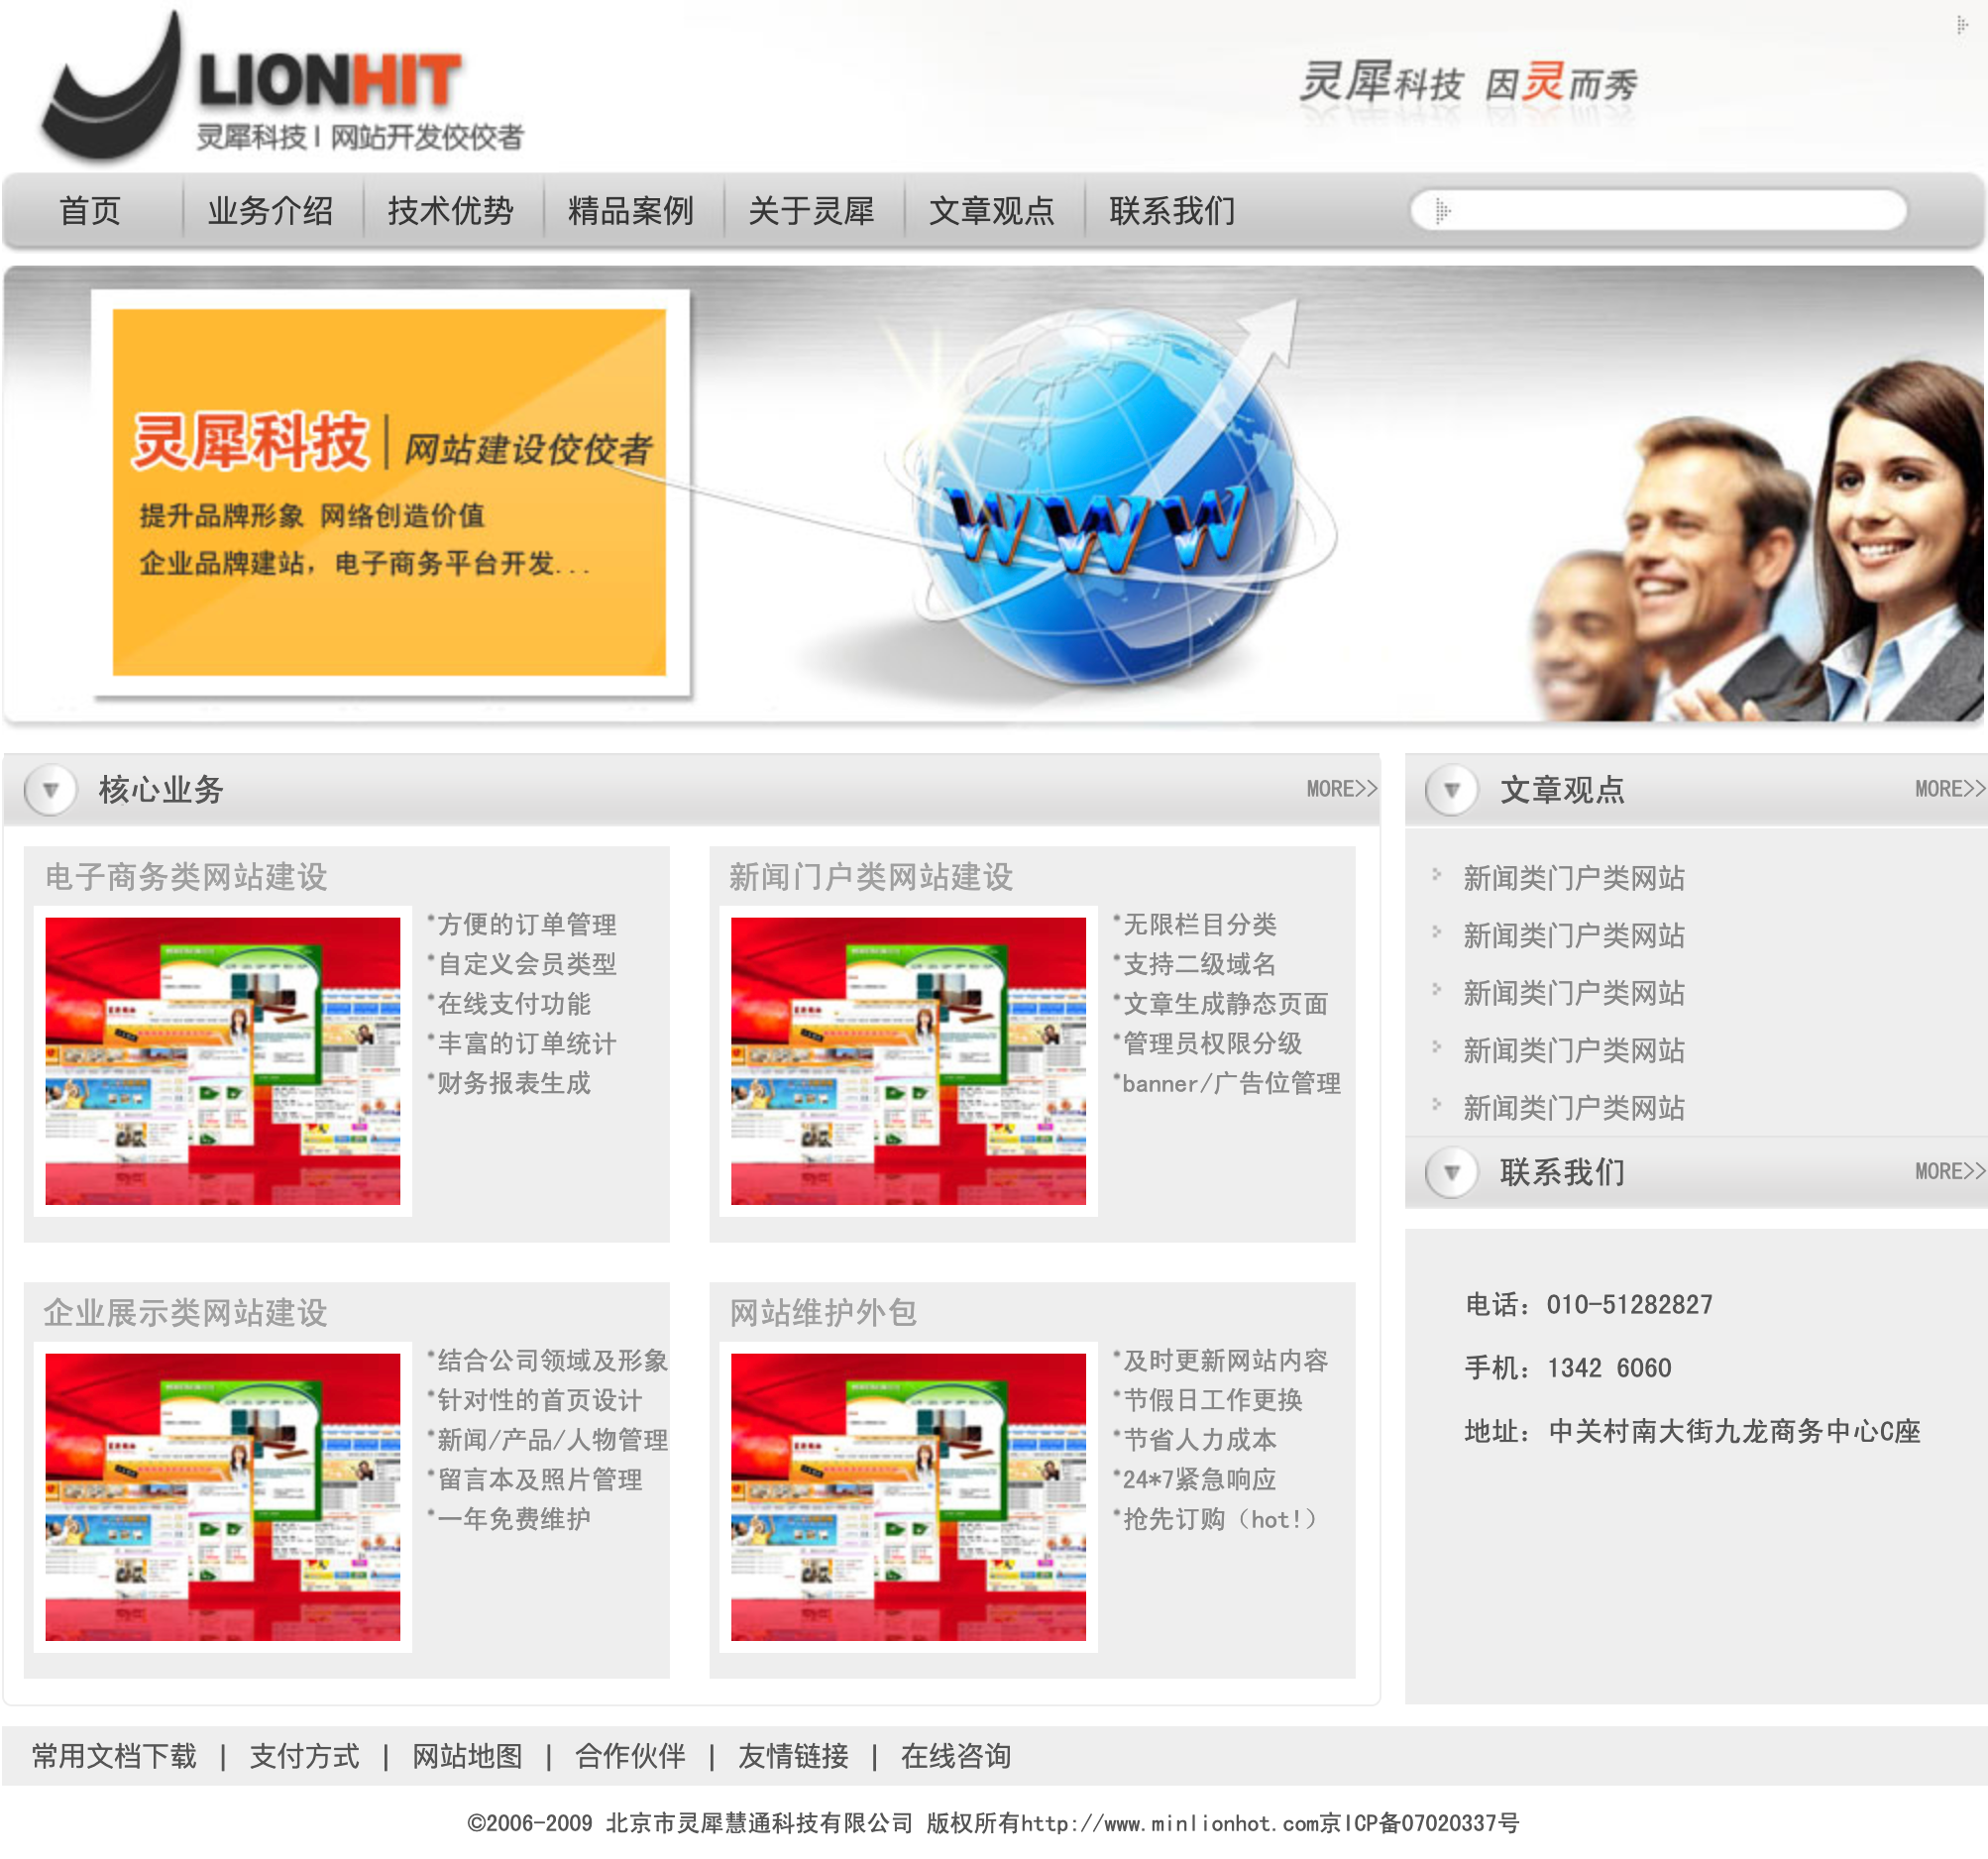 LIONHIT
灵犀科技 | 网站开发佼佼者
灵犀科技 因灵而秀
首页 业务介绍 技术优势 精品案例 关于灵犀 文章观点 联系我们
灵犀科技 | 网站建设佼佼者
提升品牌形象 网络创造价值
企业品牌建站，电子商务平台开发...
WWW
核心业务 MORE>>
电子商务类网站建设
*方便的订单管理
*自定义会员类型
*在线支付功能
*丰富的订单统计
*财务报表生成
新闻门户类网站建设
*无限栏目分类
*支持二级域名
*文章生成静态页面
*管理员权限分级
*banner/广告位管理
企业展示类网站建设
*结合公司领域及形象
*针对性的首页设计
*新闻/产品/人物管理
*留言本及照片管理
*一年免费维护
网站维护外包
*及时更新网站内容
*节假日工作更换
*节省人力成本
*24*7紧急响应
*抢先订购（hot!）
文章观点 MORE>>
新闻类门户类网站
新闻类门户类网站
新闻类门户类网站
新闻类门户类网站
新闻类门户类网站
联系我们 MORE>>
电话：010-51282827
手机：1342 6060
地址：中关村南大街九龙商务中心C座
常用文档下载 | 支付方式 | 网站地图 | 合作伙伴 | 友情链接 | 在线咨询
©2006-2009 北京市灵犀慧通科技有限公司 版权所有http://www.minlionhot.com京ICP备07020337号